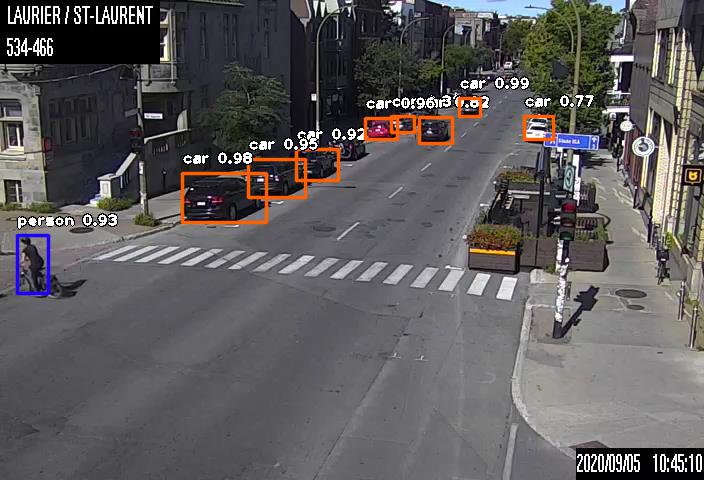 LAURIER / ST-LAURENT
534-466
car 0.99
car 0.77
car 0.92
car 0.95
car 0.98
person 0.93
2020/09/05 10:45:10